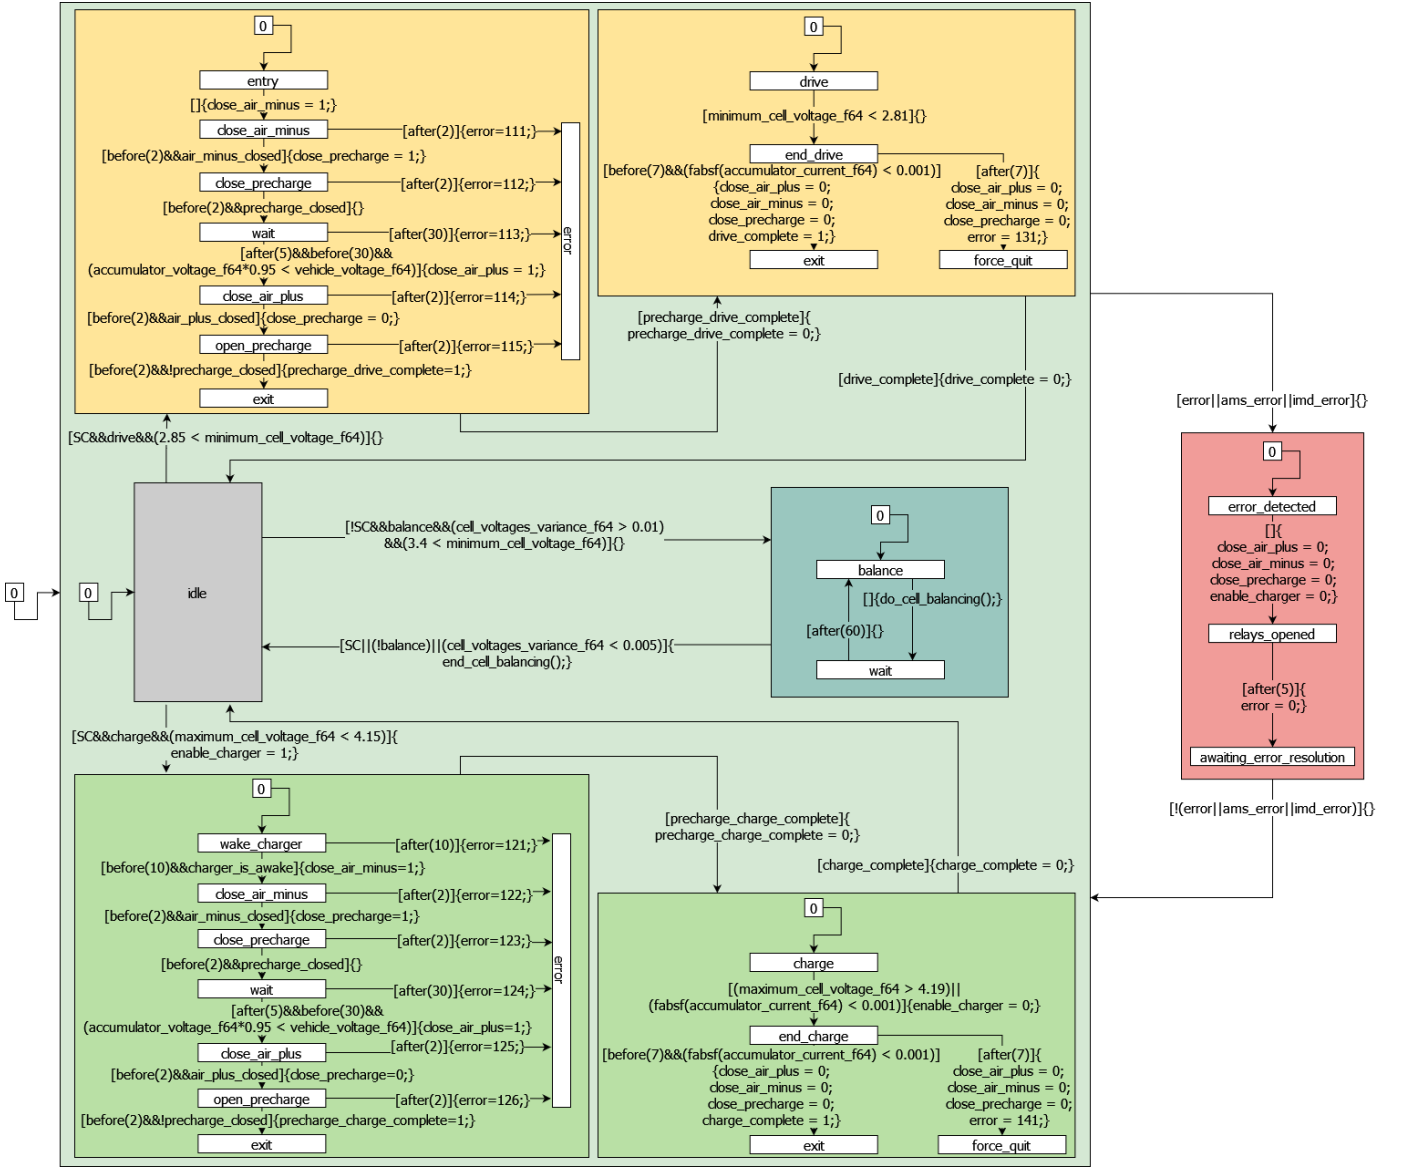 0
entry
[]{close_air_minus = 1;}
close_air_minus
[after(2)]{error=111;}
[before(2)&&air_minus_closed]{close_precharge = 1;}
close_precharge
[after(2)]{error=112;}
[before(2)&&precharge_closed]{}
wait
[after(30)]{error=113;}
[after(5)&&before(30)&&
(accumulator_voltage_f64*0.95 < vehicle_voltage_f64)]{close_air_plus = 1;}
close_air_plus
[after(2)]{error=114;}
[before(2)&&air_plus_closed]{close_precharge = 0;}
open_precharge
[after(2)]{error=115;}
[before(2)&&!precharge_closed]{precharge_drive_complete=1;}
exit
error
0
drive
[minimum_cell_voltage_f64 < 2.81]{}
end_drive
[before(7)&&(fabsf(accumulator_current_f64) < 0.001)]
{close_air_plus = 0;
close_air_minus = 0;
close_precharge = 0;
drive_complete = 1;}
exit
[after(7)]{
close_air_plus = 0;
close_air_minus = 0;
close_precharge = 0;
error = 131;}
force_quit
[precharge_drive_complete]{
precharge_drive_complete = 0;}
[drive_complete]{drive_complete = 0;}
[SC&&drive&&(2.85 < minimum_cell_voltage_f64)]{}
0
0
idle
[!SC&&balance&&(cell_voltages_variance_f64 > 0.01)
&&(3.4 < minimum_cell_voltage_f64)]{}
[SC||(!balance)||(cell_voltages_variance_f64 < 0.005)]{
end_cell_balancing();}
0
balance
[]{do_cell_balancing();}
[after(60)]{}
wait
[error||ams_error||imd_error]{}
0
error_detected
[]{
close_air_plus = 0;
close_air_minus = 0;
close_precharge = 0;
enable_charger = 0;}
relays_opened
[after(5)]{
error = 0;}
awaiting_error_resolution
[!(error||ams_error||imd_error)]{}
[SC&&charge&&(maximum_cell_voltage_f64 < 4.15)]{
enable_charger = 1;}
0
wake_charger
[after(10)]{error=121;}
[before(10)&&charger_is_awake]{close_air_minus=1;}
close_air_minus
[after(2)]{error=122;}
[before(2)&&air_minus_closed]{close_precharge=1;}
close_precharge
[after(2)]{error=123;}
[before(2)&&precharge_closed]{}
wait
[after(30)]{error=124;}
[after(5)&&before(30)&&
(accumulator_voltage_f64*0.95 < vehicle_voltage_f64)]{close_air_plus=1;}
close_air_plus
[after(2)]{error=125;}
[before(2)&&air_plus_closed]{close_precharge=0;}
open_precharge
[after(2)]{error=126;}
[before(2)&&!precharge_closed]{precharge_charge_complete=1;}
exit
error
[precharge_charge_complete]{
precharge_charge_complete = 0;}
[charge_complete]{charge_complete = 0;}
0
charge
[(maximum_cell_voltage_f64 > 4.19)||
(fabsf(accumulator_current_f64) < 0.001)]{enable_charger = 0;}
end_charge
[before(7)&&(fabsf(accumulator_current_f64) < 0.001)]
{close_air_plus = 0;
close_air_minus = 0;
close_precharge = 0;
charge_complete = 1;}
exit
[after(7)]{
close_air_plus = 0;
close_air_minus = 0;
close_precharge = 0;
error = 141;}
force_quit